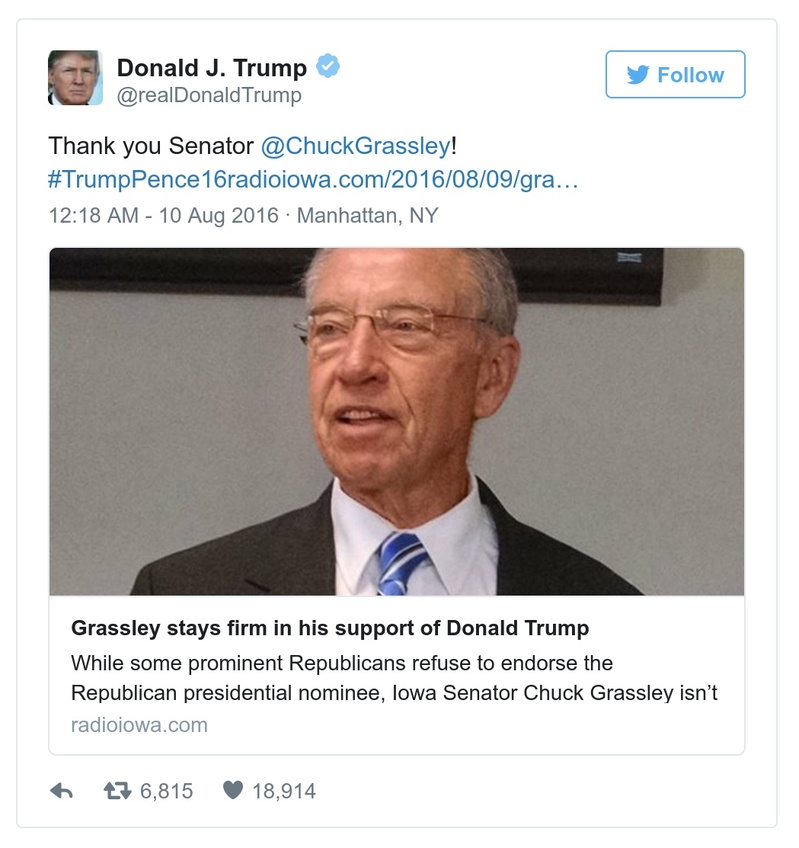 Donald J. Trump
@realDonaldTrump
Follow
Thank you Senator @ChuckGrassley!
#TrumpPence16radioiowa.com/2016/08/09/gra…
12:18 AM - 10 Aug 2016 · Manhattan, NY
Grassley stays firm in his support of Donald Trump
While some prominent Republicans refuse to endorse the
Republican presidential nominee, Iowa Senator Chuck Grassley isn’t
radioiowa.com
6,815
18,914